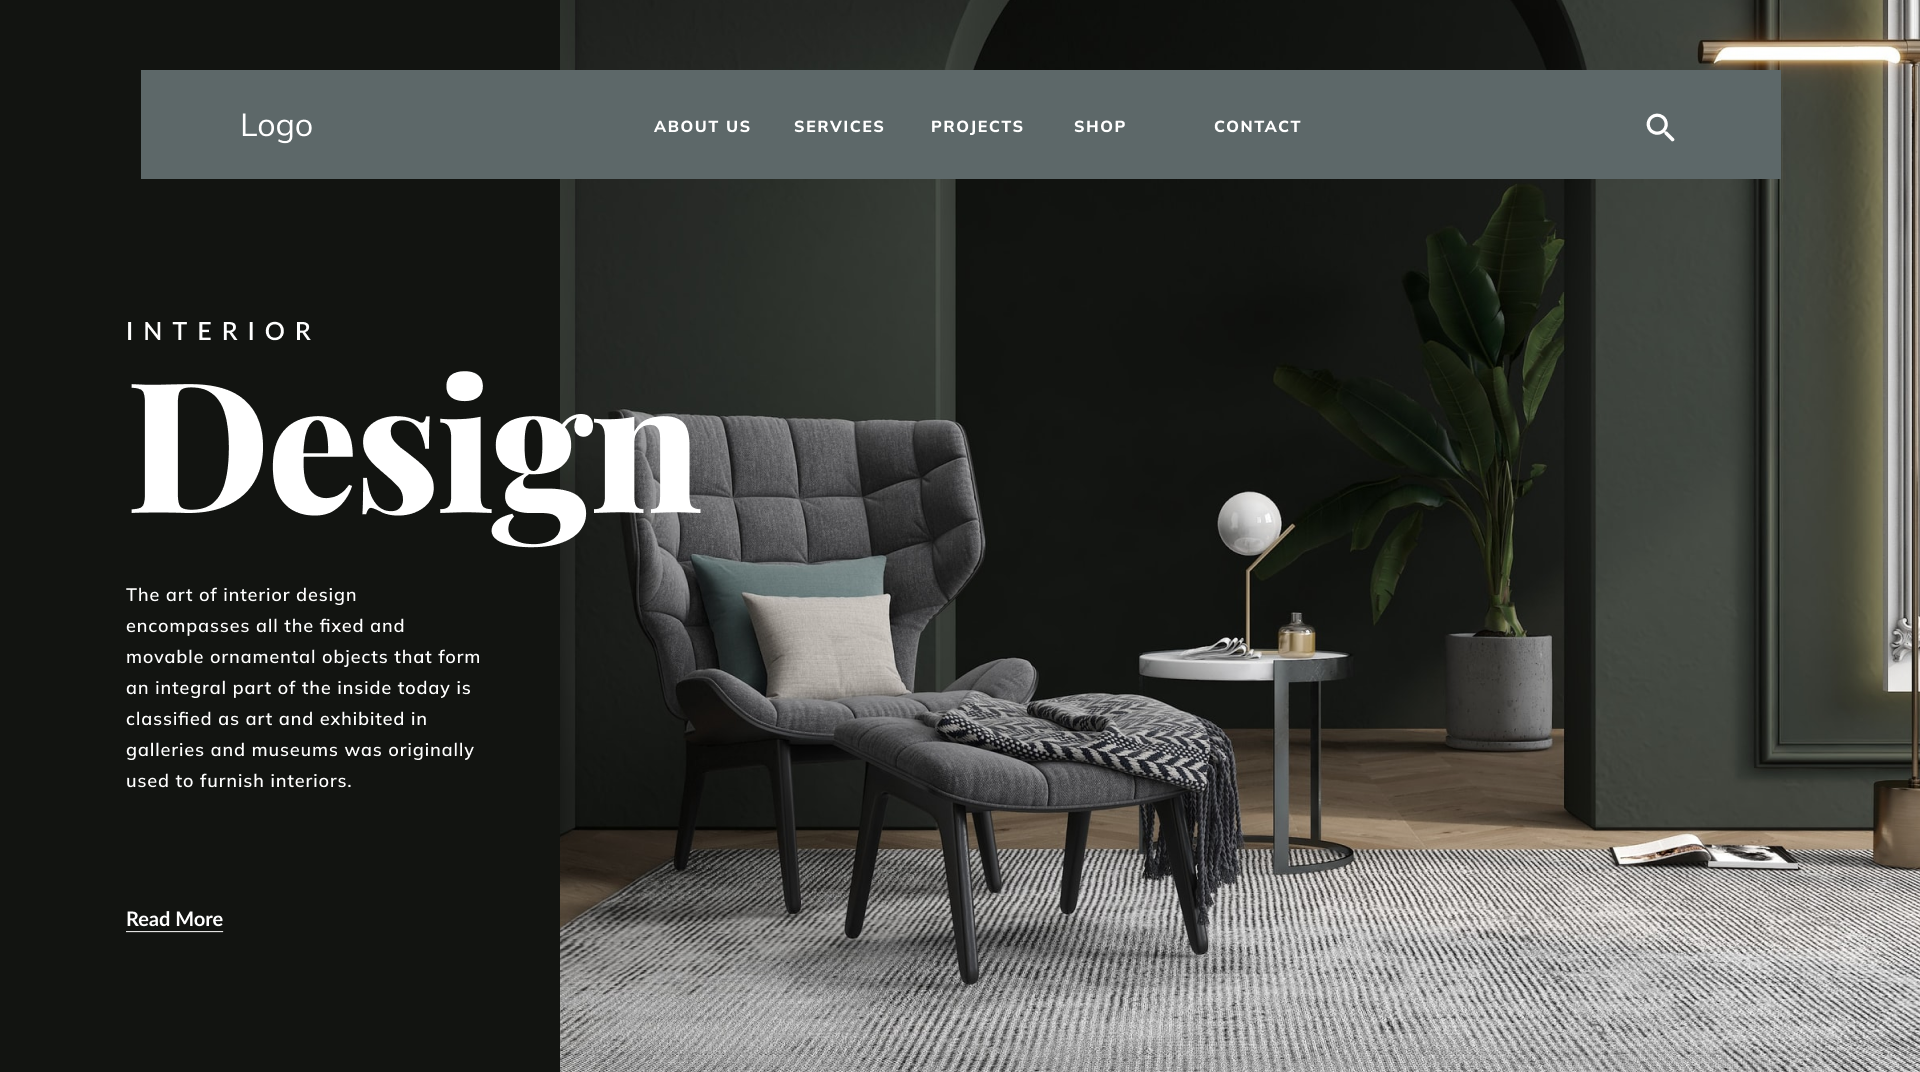 Logo
ABOUT US SERVICES PROJECTS SHOP CONTACT
INTERIOR
Design
The art of interior design
encompasses all the fixed and
movable ornamental objects that form
an integral part of the inside today is
classified as art and exhibited in
galleries and museums was originally
used to furnish interiors.
Read More